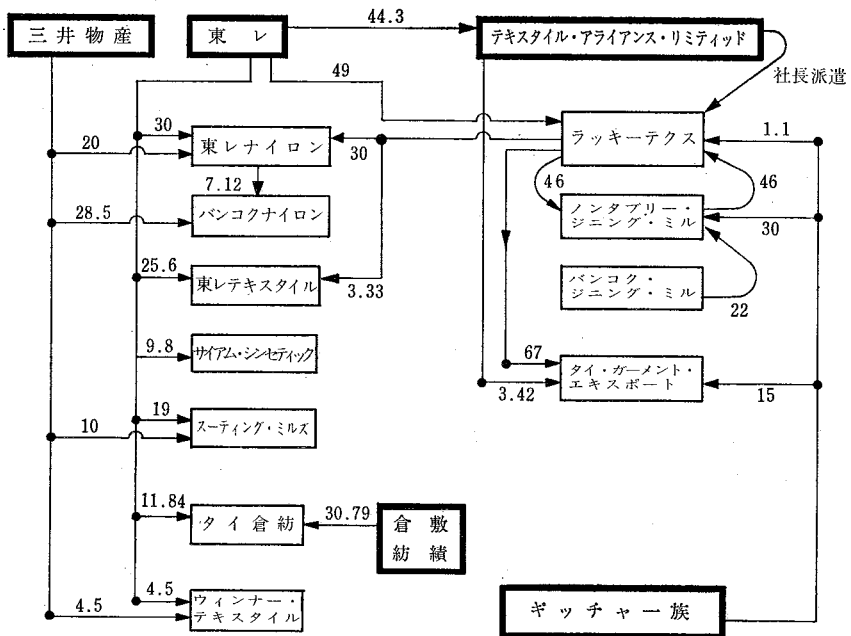 44.3
三井物産
東レ
テキスタイル・アライアンス・リミティッド
社長派遣
49
30
20
東レナイロン
30
ラッキーテクス
1.1
7.12
46
46
28.5
バンコクナイロン
ノンタブリー・
ジニング・ミル
30
25.6
東レテキスタイル
3.33
バンコク・
ジニング・ミル
22
9.8
サイアム・シンセティック
67
3.42
タイ・ガーメント・
エキスポート
15
19
10
スーティング・ミルズ
11.84
タイ倉紡
30.79
倉敷
紡績
4.5
4.5
ウィンナー・
テキスタイル
ギッチャー族